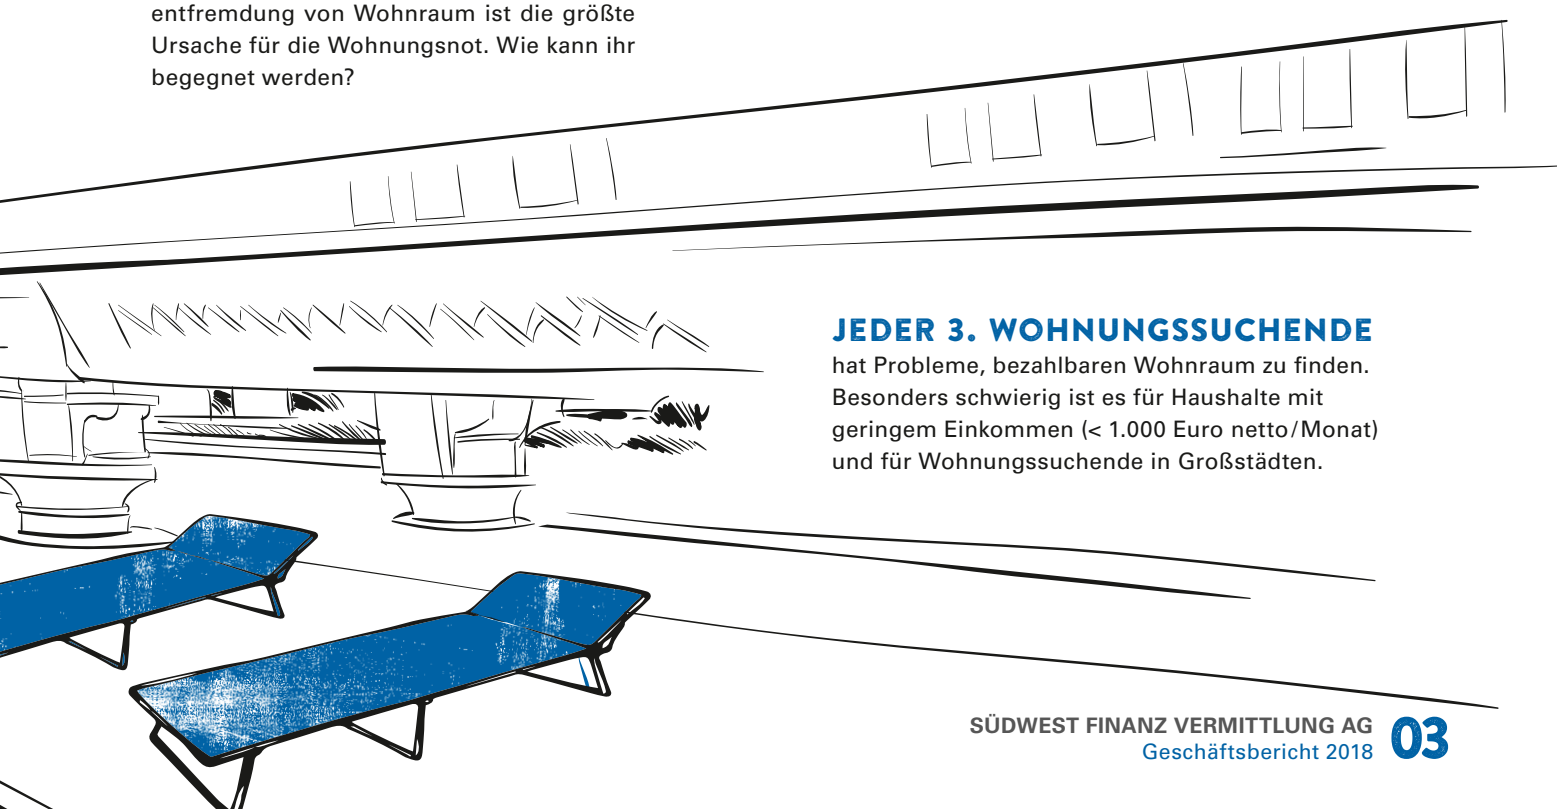 entfremdung von Wohnraum ist die größte
Ursache für die Wohnungsnot. Wie kann ihr
begegnet werden?
JEDER 3. WOHNUNGSSUCHENDE
hat Probleme, bezahlbaren Wohnraum zu finden.
Besonders schwierig ist es für Haushalte mit
geringem Einkommen (< 1.000 Euro netto/Monat)
und für Wohnungssuchende in Großstädten.
SÜDWEST FINANZ VERMITTLUNG AG
Geschäftsbericht 2018
03